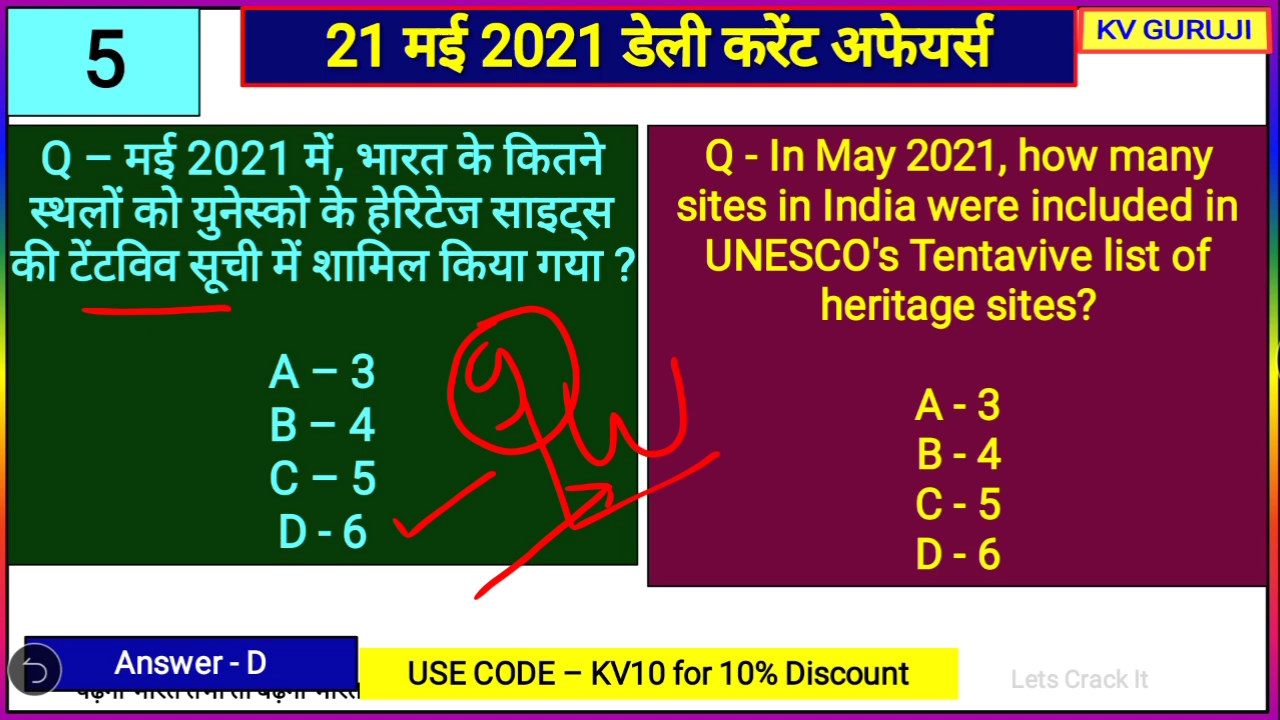 5
21 मई 2021 डेली करेंट अफेयर्स
KV GURUJI
Q – मई 2021 में, भारत के कितने
स्थलों को युनेस्को के हेरिटेज साइट्स
की टेंटविव सूची में शामिल किया गया ?
A – 3
B – 4
C – 5
D - 6
Q - In May 2021, how many
sites in India were included in
UNESCO's Tentavive list of
heritage sites?
A - 3
B - 4
C - 5
D - 6
Answer - D
USE CODE – KV10 for 10% Discount
Lets Crack It